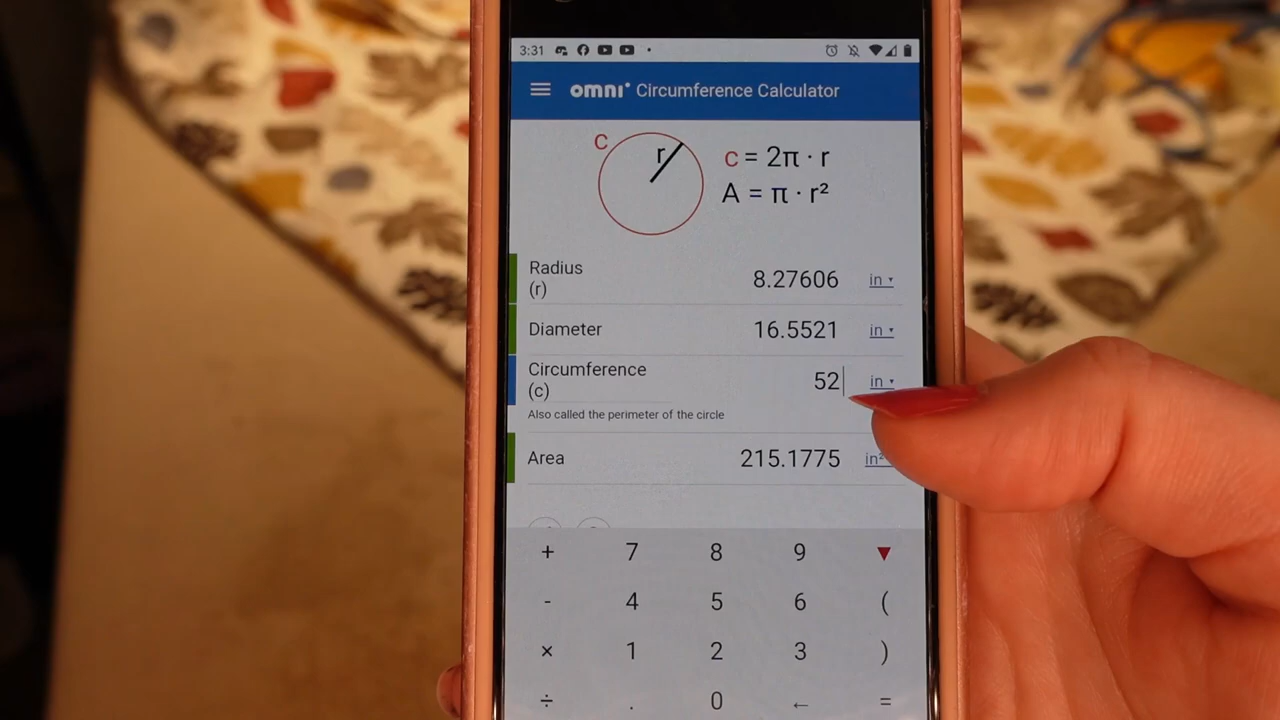 3:31
omni Circumference Calculator
c
r
c = 2π · r
A = π · r²
Radius
(r)
8.27606 in
Diameter 16.5521 in
Circumference
(c)
52 in
Also called the perimeter of the circle
Area 215.1775 in²
+ 7 8 9
- 4 5 6 (
× 1 2 3 )
÷ . 0 ← =